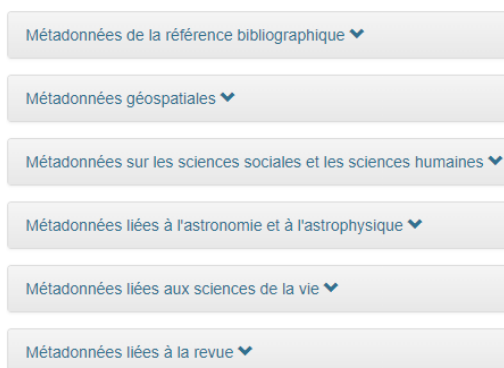 Métadonnées de la référence bibliographique
Métadonnées géospatiales
Métadonnées sur les sciences sociales et les sciences humaines
Métadonnées liées à l'astronomie et à l'astrophysique
Métadonnées liées aux sciences de la vie
Métadonnées liées à la revue